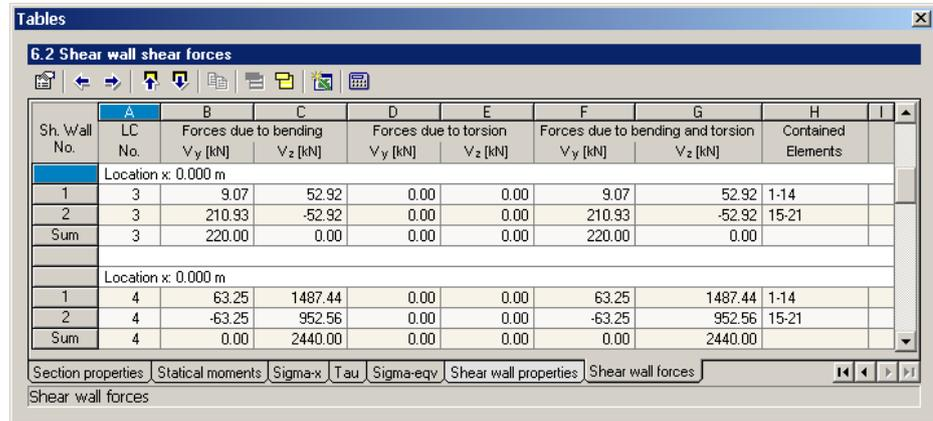 Tables
6.2 Shear wall shear forces
A B C D E F G H I
Sh. Wall LC Forces due to bending Forces due to torsion Forces due to bending and torsion Contained
No. No. Vy [kN] Vz [kN] Vy [kN] Vz [kN] Vy [kN] Vz [kN] Elements
Location x: 0.000 m
1 3 9.07 52.92 0.00 0.00 9.07 52.92 1-14
2 3 210.93 -52.92 0.00 0.00 210.93 -52.92 15-21
Sum 3 220.00 0.00 0.00 0.00 220.00 0.00
Location x: 0.000 m
1 4 63.25 1487.44 0.00 0.00 63.25 1487.44 1-14
2 4 -63.25 952.56 0.00 0.00 -63.25 952.56 15-21
Sum 4 0.00 2440.00 0.00 0.00 0.00 2440.00
Section properties Statical moments Sigma-x Tau Sigma-eqv Shear wall properties Shear wall forces
Shear wall forces